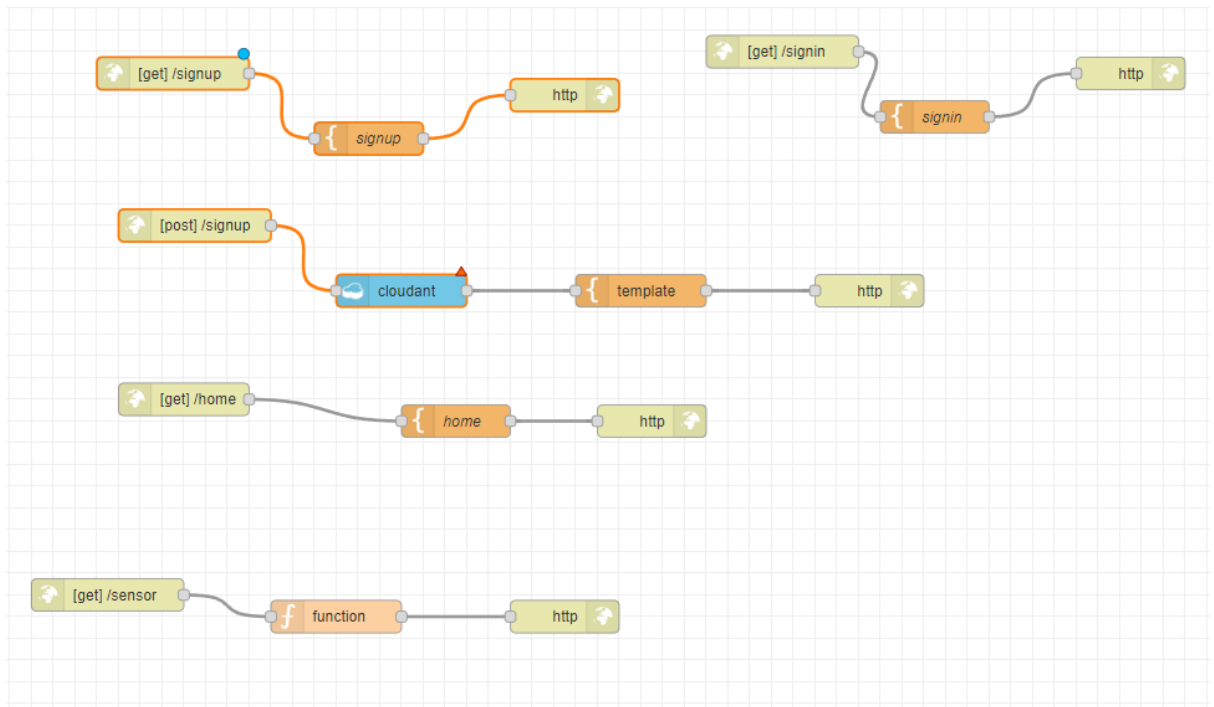 [get] /signup
signup
http
[get] /signin
signin
http
[post] /signup
cloudant
template
http
[get] /home
home
http
[get] /sensor
function
http